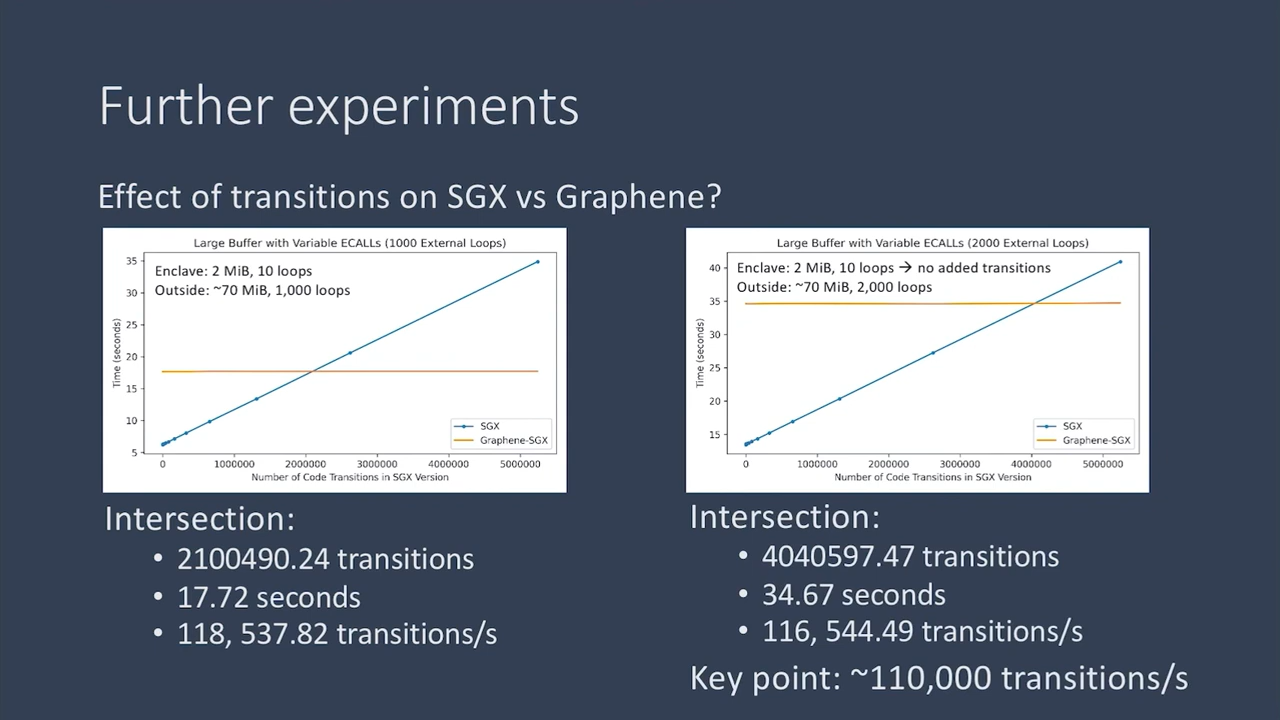 Further experiments
Effect of transitions on SGX vs Graphene?
Large Buffer with Variable ECALLs (1000 External Loops)
Enclave: 2 MiB, 10 loops
Outside: ~70 MiB, 1,000 loops
35
30
25
20
15
10
5
Time (seconds)
SGX
Graphene-SGX
0 1000000 2000000 3000000 4000000 5000000
Number of Code Transitions in SGX Version
Intersection:
• 2100490.24 transitions
• 17.72 seconds
• 118, 537.82 transitions/s
Large Buffer with Variable ECALLs (2000 External Loops)
Enclave: 2 MiB, 10 loops → no added transitions
Outside: ~70 MiB, 2,000 loops
40
35
30
25
20
15
Time (seconds)
SGX
Graphene-SGX
0 1000000 2000000 3000000 4000000 5000000
Number of Code Transitions in SGX Version
Intersection:
• 4040597.47 transitions
• 34.67 seconds
• 116, 544.49 transitions/s
Key point: ~110,000 transitions/s